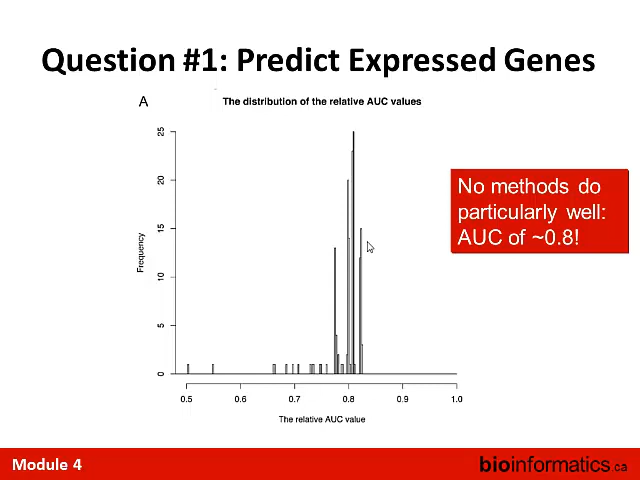 Question #1: Predict Expressed Genes
A
The distribution of the relative AUC values
No methods do
particularly well:
AUC of ~0.8!
Frequency
25
20
15
10
5
0
0.5 0.6 0.7 0.8 0.9 1.0
The relative AUC value
Module 4
bioinformatics.ca